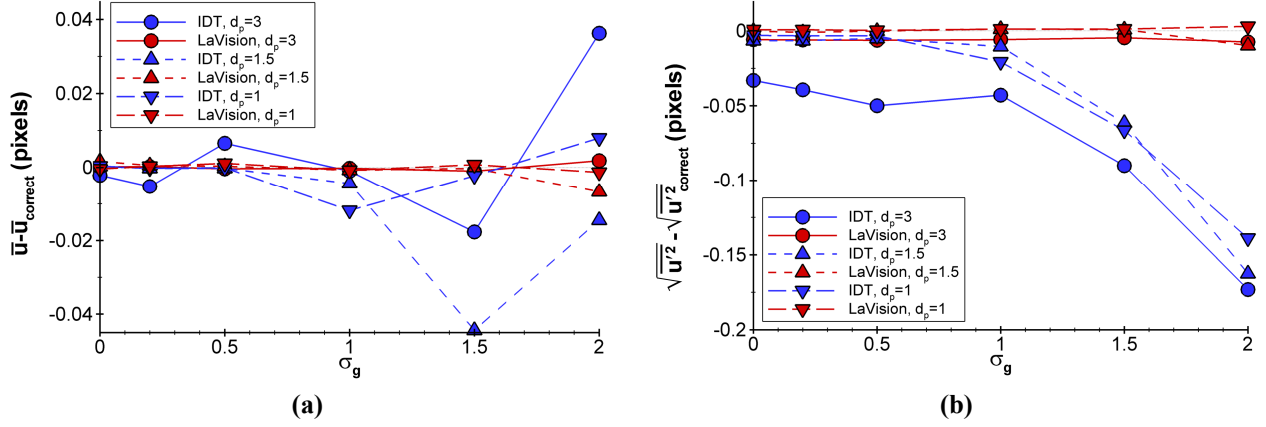 IDT, dp=3
LaVision, dp=3
IDT, dp=1.5
LaVision, dp=1.5
IDT, dp=1
LaVision, dp=1
0.04
0.02
0
-0.02
-0.04
u̅-u̅correct (pixels)
0 0.5 1 1.5 2
σg
(a)
0
-0.05
-0.1
-0.15
-0.2
√u'² - √u'²correct (pixels)
IDT, dp=3
LaVision, dp=3
IDT, dp=1.5
LaVision, dp=1.5
IDT, dp=1
LaVision, dp=1
0 0.5 1 1.5 2
σg
(b)